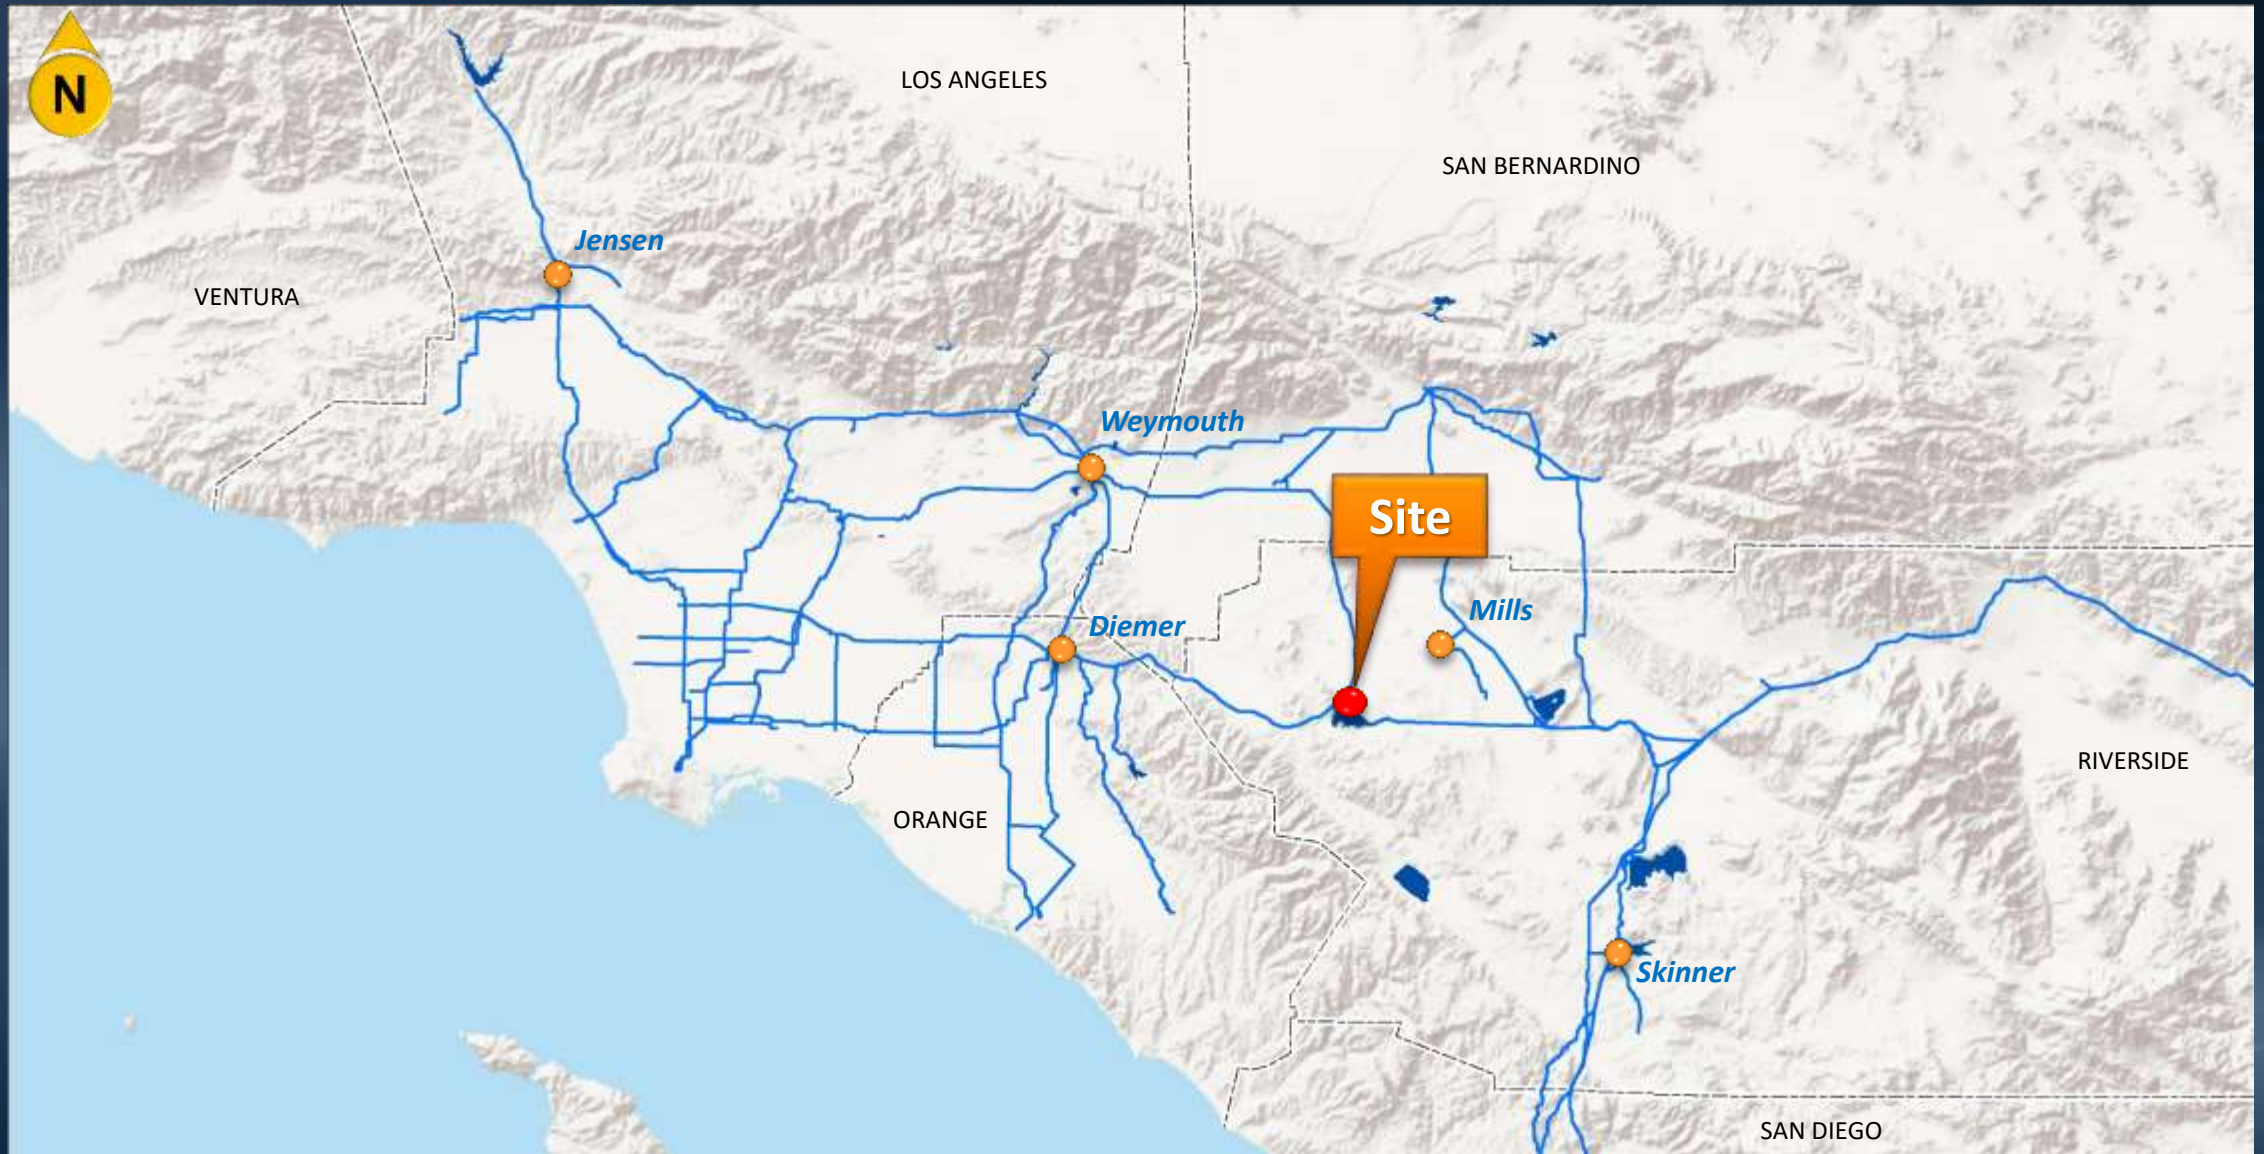 N
LOS ANGELES
SAN BERNARDINO
Jensen
VENTURA
Weymouth
Site
Mills
Diemer
RIVERSIDE
ORANGE
Skinner
SAN DIEGO